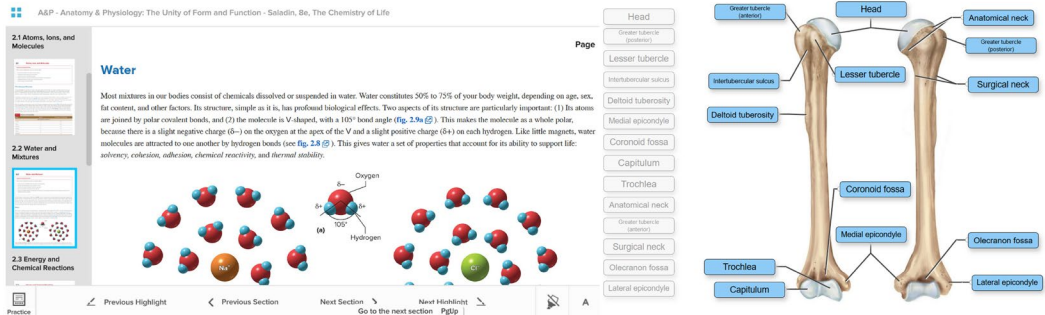 A&P - Anatomy & Physiology: The Unity of Form and Function - Saladin, 8e, The Chemistry of Life
2.1 Atoms, Ions, and
Molecules
2.2 Water and
Mixtures
2.3 Energy and
Chemical Reactions
Page
Water
Most mixtures in our bodies consist of chemicals dissolved or suspended in water. Water constitutes 50% to 75% of your body weight, depending on age, sex,
fat content, and other factors. Its structure, simple as it is, has profound biological effects. Two aspects of its structure are particularly important: (1) Its atoms
are joined by polar covalent bonds, and (2) the molecule is V-shaped, with a 105° bond angle (fig. 2.9a). This makes the molecule as a whole polar,
because there is a slight negative charge (δ−) on the oxygen at the apex of the V and a slight positive charge (δ+) on each hydrogen. Like little magnets, water
molecules are attracted to one another by hydrogen bonds (see fig. 2.8). This gives water a set of properties that account for its ability to support life:
solvency, cohesion, adhesion, chemical reactivity, and thermal stability.
Oxygen
δ−
δ+
δ+
105°
(a)
Hydrogen
Na+
Cl
Practice
Previous Highlight
Previous Section
Next Section
Next Highlight
A
Go to the next section PgUp
Head
Greater tubercle
(posterior)
Lesser tubercle
Intertubercular sulcus
Deltoid tuberosity
Medial epicondyle
Coronoid fossa
Capitulum
Trochlea
Anatomical neck
Greater tubercle
(anterior)
Surgical neck
Olecranon fossa
Lateral epicondyle
Greater tubercle
(anterior)
Head
Anatomical neck
Greater tubercle
(posterior)
Intertubercular sulcus
Lesser tubercle
Surgical neck
Deltoid tuberosity
Coronoid fossa
Medial epicondyle
Olecranon fossa
Trochlea
Capitulum
Lateral epicondyle